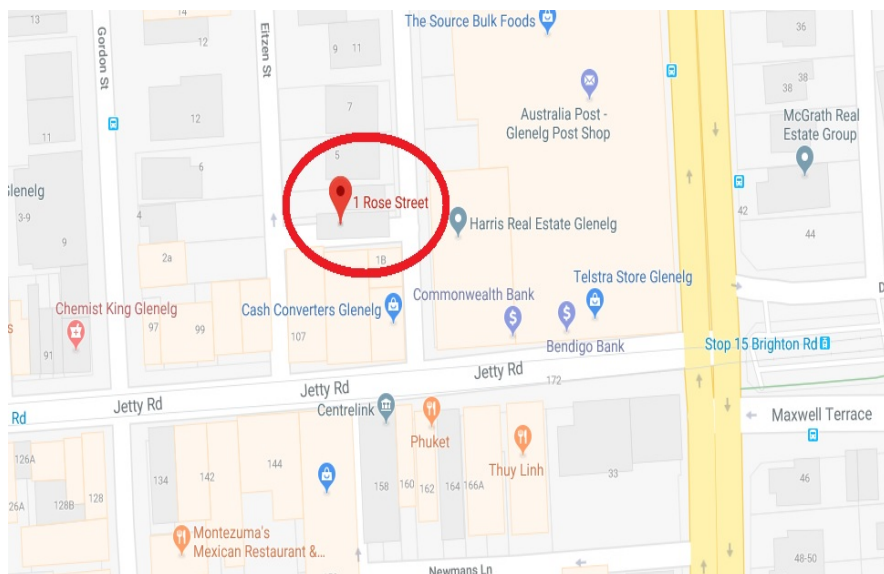 13
14
12
Gordon St
Eitzen St
9
11
7
The Source Bulk Foods
36
38
38
Australia Post -
Glenelg Post Shop
McGrath Real
Estate Group
11
12
6
5
Glenelg
3-9
4
1 Rose Street
42
44
9
2a
1B
Harris Real Estate Glenelg
Telstra Store Glenelg
Chemist King Glenelg
Cash Converters Glenelg
Commonwealth Bank
s
97
99
107
91
Bendigo Bank
Stop 15 Brighton Rd
D
Jetty Rd
Jetty Rd
Jetty Rd
172
Rd
Centrelink
Maxwell Terrace
Phuket
Thuy Linh
126A
134
142
144
26A
128B
128
158
160
162
164
166A
33
46
Montezuma's
Mexican Restaurant &...
Newmans Ln
48-50